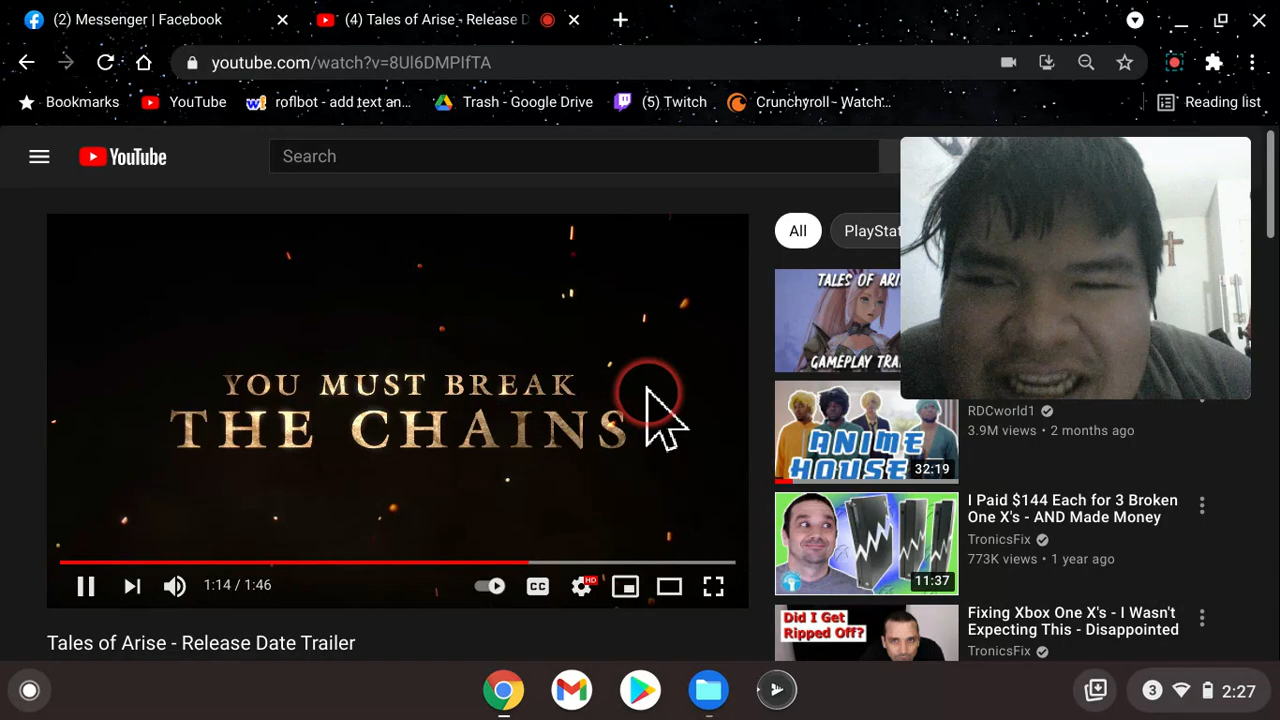 (2) Messenger | Facebook
(4) Tales of Arise - Release D
youtube.com/watch?v=8Ul6DMPIfTA
Bookmarks
YouTube
roflbot - add text an...
Trash - Google Drive
(5) Twitch
Crunchyroll - Watch...
Reading list
YouTube
Search
All
PlayStat
YOU MUST BREAK
THE CHAINS
TALES OF ARIS
GAMEPLAY TRA
ANIME
HOUSE
32:19
RDCworld1
3.9M views • 2 months ago
11:37
I Paid $144 Each for 3 Broken
One X's - AND Made Money
TronicsFix
773K views • 1 year ago
Did I Get
Ripped Off?
Fixing Xbox One X's - I Wasn't
Expecting This - Disappointed
TronicsFix
1:14 / 1:46
CC
HD
Tales of Arise - Release Date Trailer
3
2:27